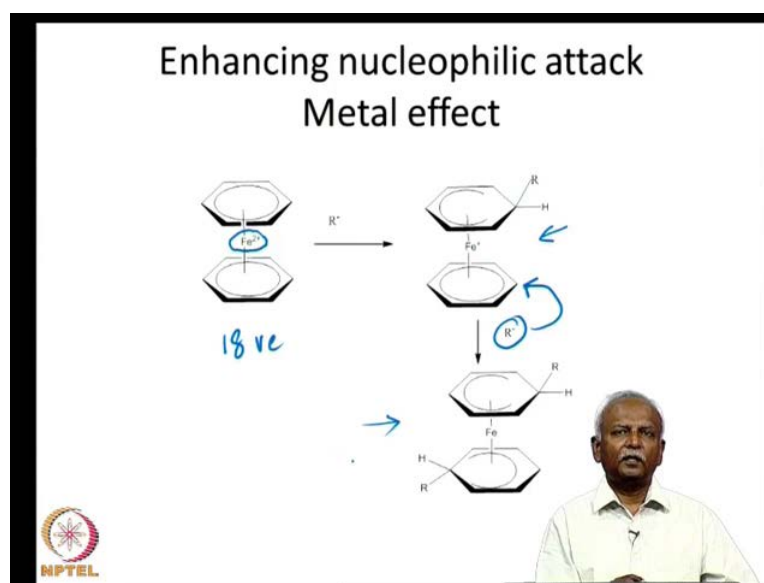 Enhancing nucleophilic attack
Metal effect
R
R⁻
H
Fe²⁺
Fe⁺
18 ve
R⁻
R
H
Fe
H
R
NPTEL